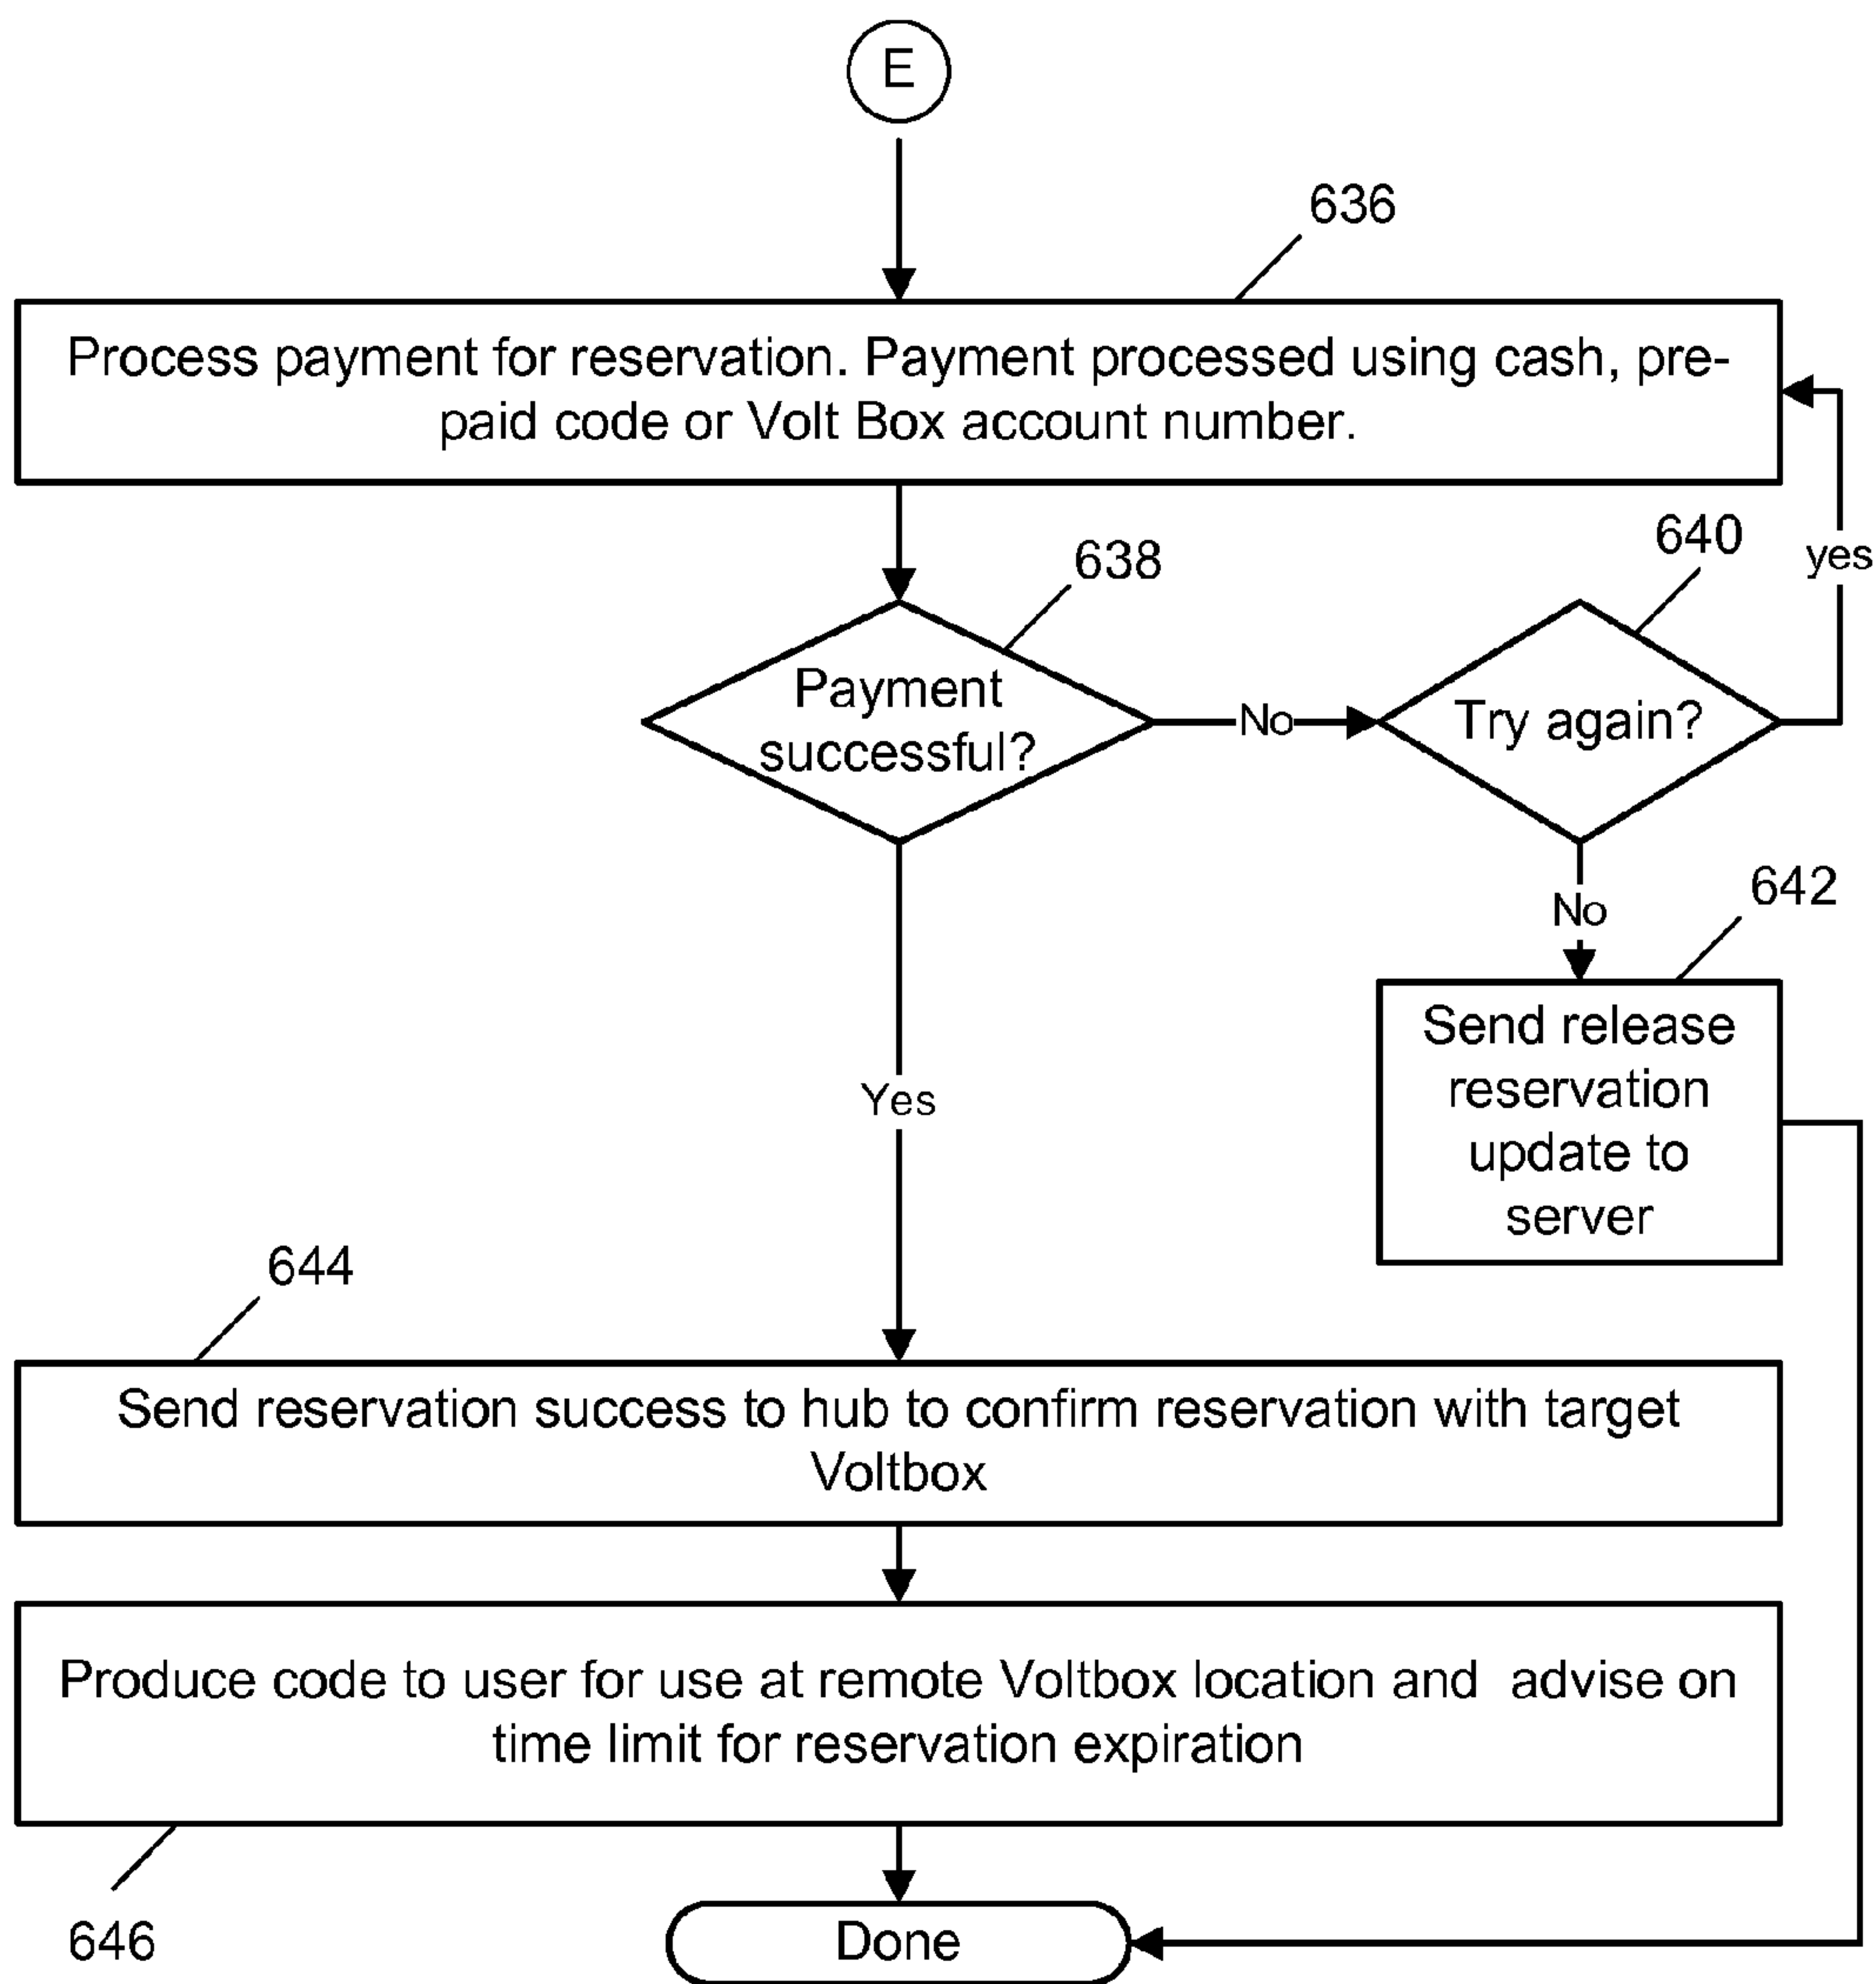 E
636
Process payment for reservation. Payment processed using cash, pre-
paid code or Volt Box account number.
638
640
yes
Payment
successful?
No
Try again?
No
642
Send release
reservation
update to
server
Yes
644
Send reservation success to hub to confirm reservation with target
Voltbox
Produce code to user for use at remote Voltbox location and  advise on
time limit for reservation expiration
646
Done